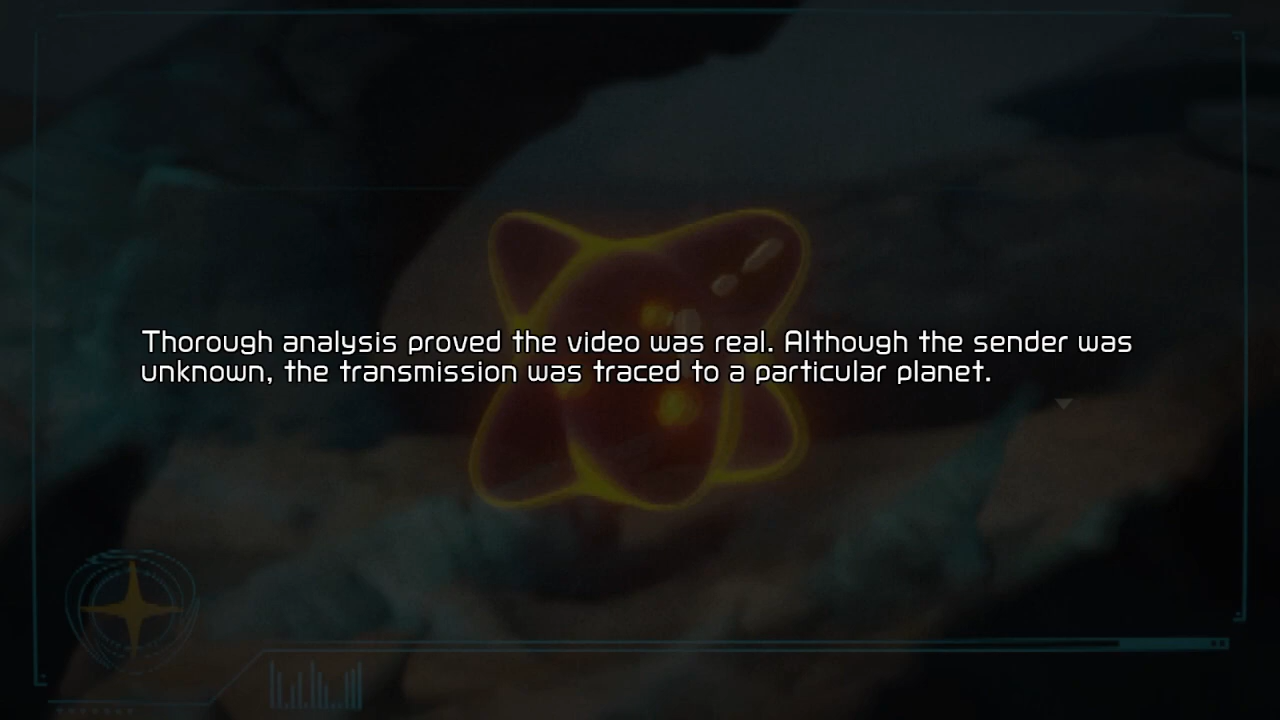 Thorough analysis proved the video was real. Although the sender was
unknown, the transmission was traced to a particular planet.